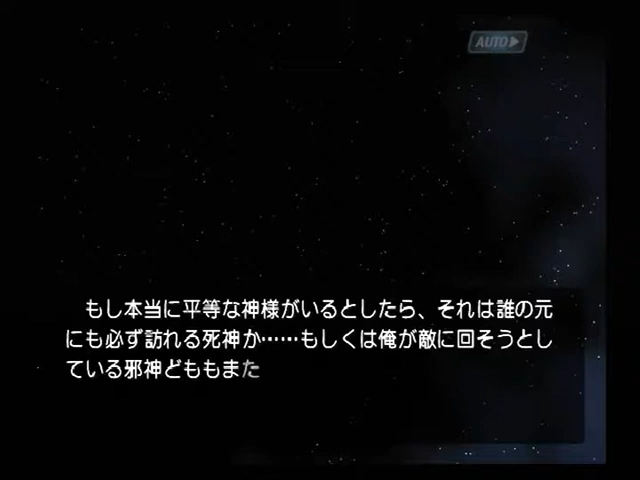 AUTO▶
もし本当に平等な神様がいるとしたら、それは誰の元
にも必ず訪れる死神か……もしくは俺が敵に回そうとし
ている邪神どももまた